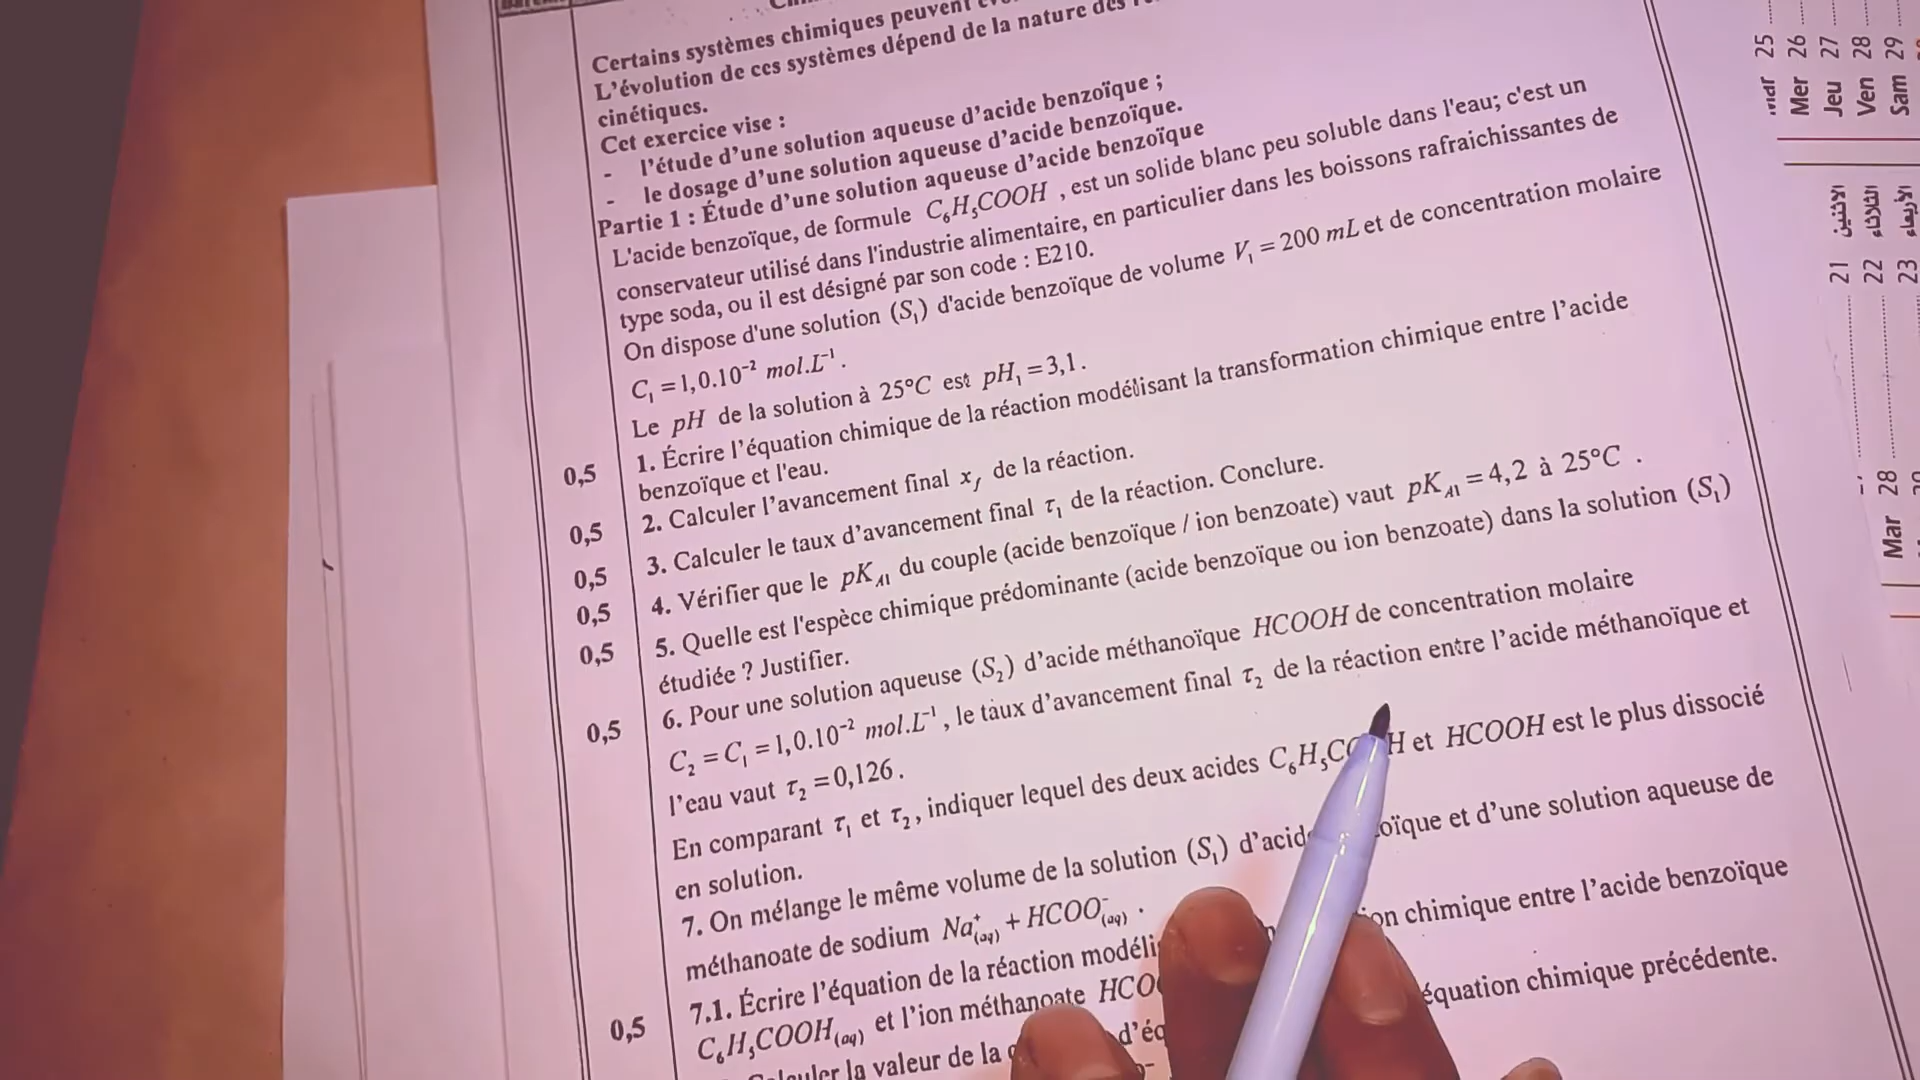 Certains systèmes chimiques peuvent
L'évolution de ces systèmes dépend de la nature des
cinétiques.
Cet exercice vise :
- l'étude d'une solution aqueuse d'acide benzoïque ;
- le dosage d'une solution aqueuse d'acide benzoïque.
Partie 1 : Étude d'une solution aqueuse d'acide benzoïque
L'acide benzoïque, de formule C₆H₅COOH , est un solide blanc peu soluble dans l'eau; c'est un
conservateur utilisé dans l'industrie alimentaire, en particulier dans les boissons rafraichissantes de
type soda, ou il est désigné par son code : E210.
On dispose d'une solution (S₁) d'acide benzoïque de volume V₁ = 200 mL et de concentration molaire
C₁ = 1,0.10⁻² mol.L⁻¹.
Le pH de la solution à 25°C est pH₁ = 3,1.
0,5 1. Écrire l'équation chimique de la réaction modélisant la transformation chimique entre l'acide
benzoïque et l'eau.
0,5 2. Calculer l'avancement final x_f de la réaction.
0,5 3. Calculer le taux d'avancement final τ₁ de la réaction. Conclure.
0,5 4. Vérifier que le pK_A1 du couple (acide benzoïque / ion benzoate) vaut pK_A1 = 4,2 à 25°C .
0,5 5. Quelle est l'espèce chimique prédominante (acide benzoïque ou ion benzoate) dans la solution (S₁)
étudiée ? Justifier.
0,5 6. Pour une solution aqueuse (S₂) d'acide méthanoïque HCOOH de concentration molaire
C₂ = C₁ = 1,0.10⁻² mol.L⁻¹, le taux d'avancement final τ₂ de la réaction entre l'acide méthanoïque et
l'eau vaut τ₂ = 0,126.
En comparant τ₁ et τ₂, indiquer lequel des deux acides C₆H₅CO H et HCOOH est le plus dissocié
en solution.
7. On mélange le même volume de la solution (S₁) d'acide oïque et d'une solution aqueuse de
méthanoate de sodium Na⁺(aq) + HCOO⁻(aq) .
0,5 7.1. Écrire l'équation de la réaction modéli ion chimique entre l'acide benzoïque
C₆H₅COOH(aq) et l'ion méthanoate HCO équation chimique précédente.
Calculer la valeur de la d'éq
25
Mer 26
Jeu 27
Ven 28
Sam 29
21 الاثنين
22 الثلاثاء
23 الأربعاء
Mar 28